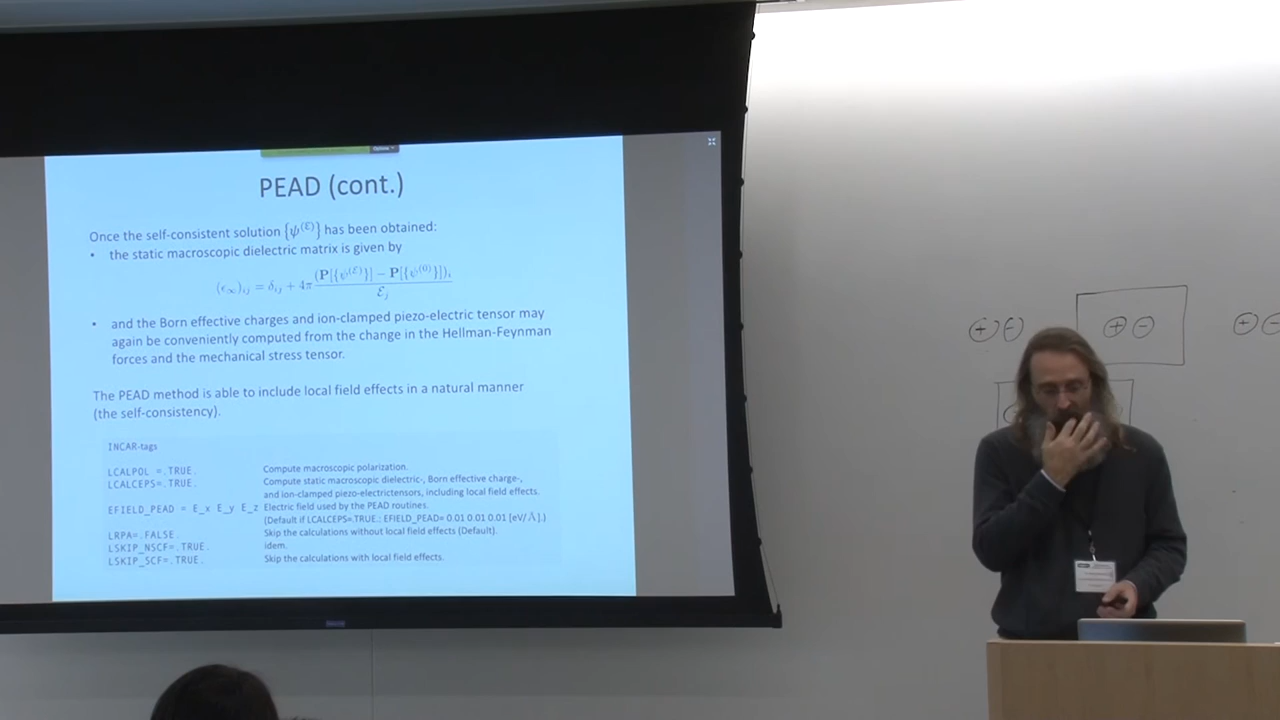 Options
PEAD (cont.)
Once the self-consistent solution {ψ^(ℰ)} has been obtained:
• the static macroscopic dielectric matrix is given by
(ϵ∞)ij = δij + 4π (P[{ψ^(ℰ)}] − P[{ψ^(0)}])i / ℰj
• and the Born effective charges and ion-clamped piezo-electric tensor may
again be conveniently computed from the change in the Hellman-Feynman
forces and the mechanical stress tensor.
The PEAD method is able to include local field effects in a natural manner
(the self-consistency).
INCAR-tags
LCALPOL =.TRUE. Compute macroscopic polarization.
LCALCEPS=.TRUE. Compute static macroscopic dielectric-, Born effective charge-,
and ion-clamped piezo-electrictensors, including local field effects.
EFIELD_PEAD = E_x E_y E_z Electric field used by the PEAD routines.
(Default if LCALCEPS=.TRUE.: EFIELD_PEAD= 0.01 0.01 0.01 [eV/Å].)
LRPA=.FALSE. Skip the calculations without local field effects (Default).
LSKIP_NSCF=.TRUE. idem.
LSKIP_SCF=.TRUE. Skip the calculations with local field effects.
+ − + − + −